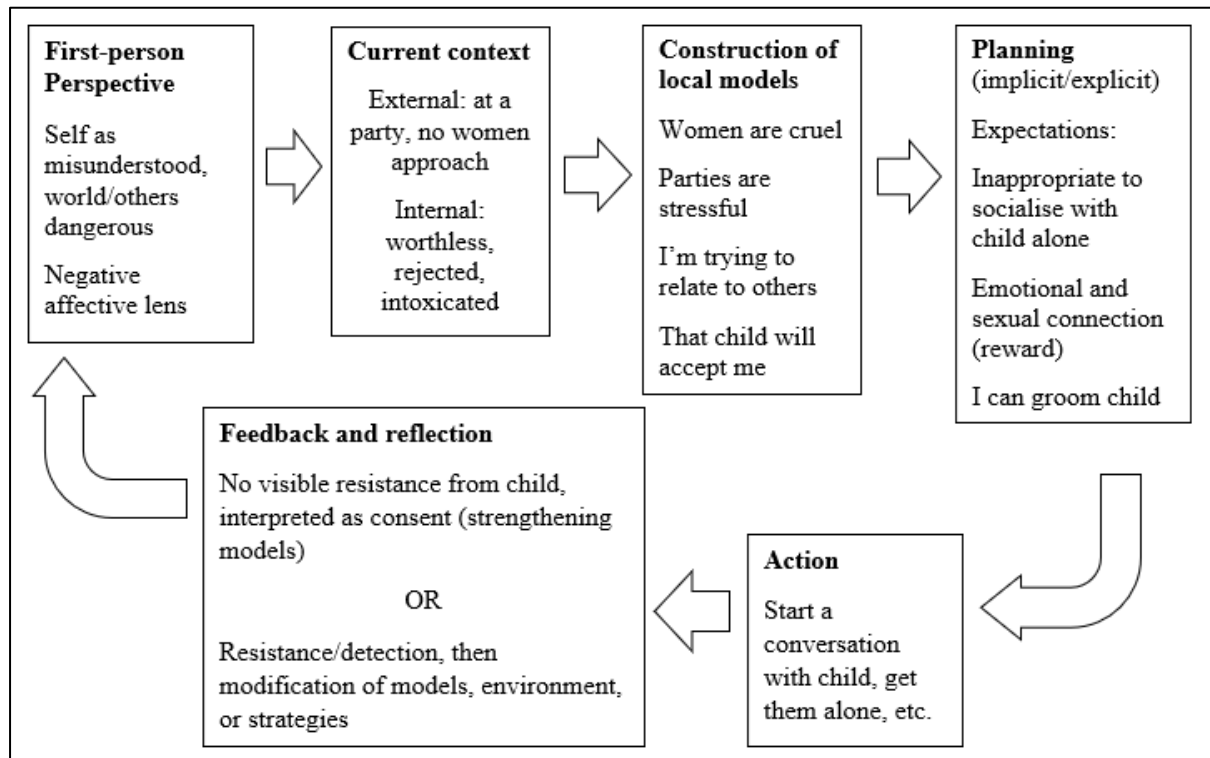 First-person
Perspective
Self as
misunderstood,
world/others
dangerous
Negative
affective lens
Current context
External: at a
party, no women
approach
Internal:
worthless,
rejected,
intoxicated
Construction of
local models
Women are cruel
Parties are
stressful
I'm trying to
relate to others
That child will
accept me
Planning
(implicit/explicit)
Expectations:
Inappropriate to
socialise with
child alone
Emotional and
sexual connection
(reward)
I can groom child
Action
Start a
conversation
with child, get
them alone, etc.
Feedback and reflection
No visible resistance from child,
interpreted as consent (strengthening
models)
OR
Resistance/detection, then
modification of models, environment,
or strategies